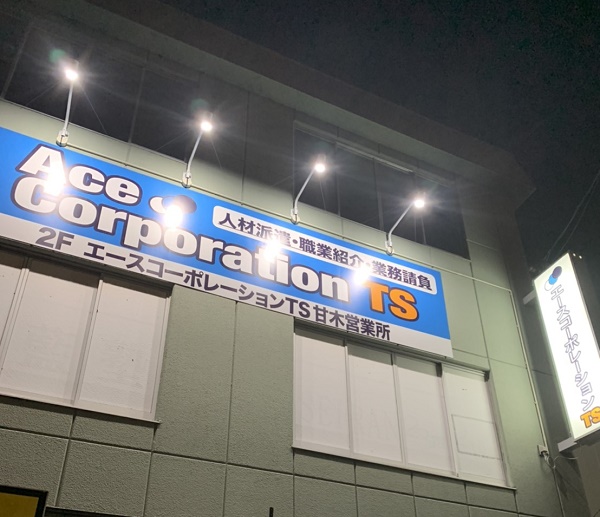 Ace
Corporation TS
人材派遣・職業紹介・業務請負
2F エースコーポレーションTS甘木営業所
エースコーポレーション TS